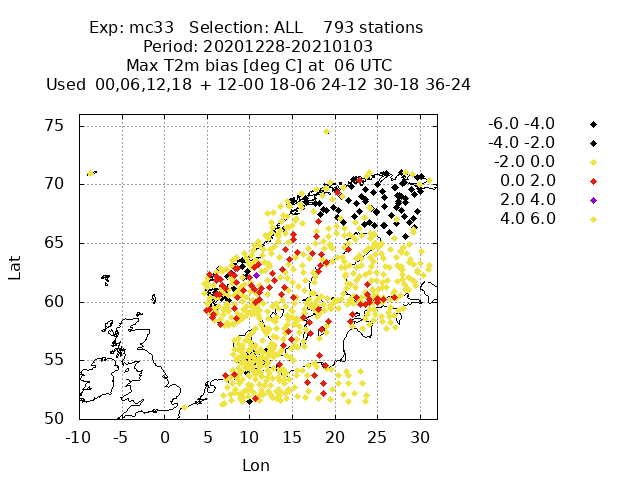 Exp: mc33   Selection: ALL    793 stations
Period: 20201228-20210103
Max T2m bias [deg C] at  06 UTC
Used  00,06,12,18  + 12-00 18-06 24-12 30-18 36-24
-6.0 -4.0
-4.0 -2.0
-2.0 0.0
0.0 2.0
2.0 4.0
4.0 6.0
75
70
65
60
55
50
Lat
-10 -5 0 5 10 15 20 25 30
Lon